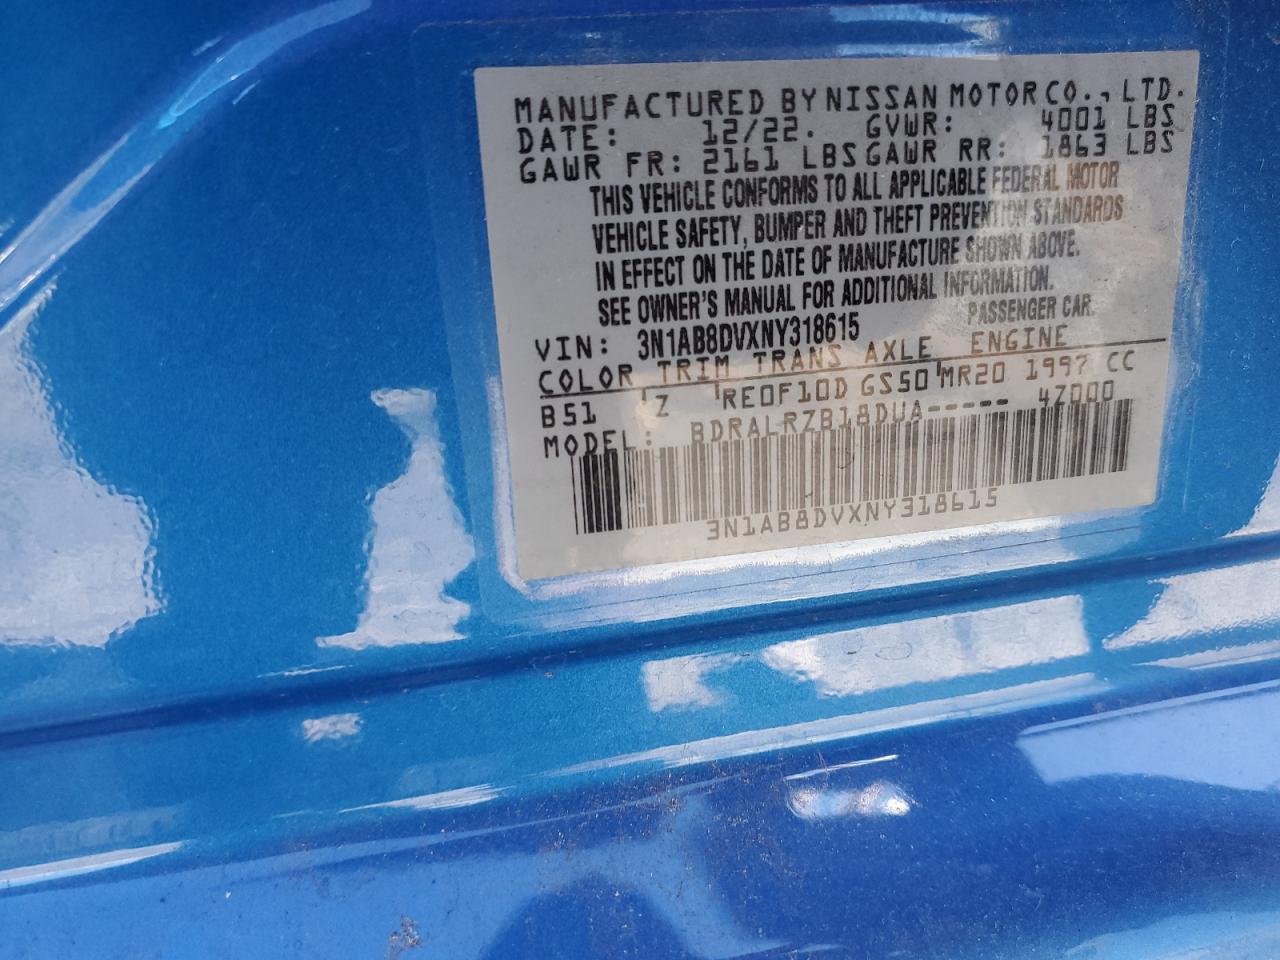 MANUFACTURED BY NISSAN MOTOR CO., LTD.
DATE: 12/22. GVWR: 4001 LBS
GAWR FR: 2161 LBS GAWR RR: 1863 LBS
THIS VEHICLE CONFORMS TO ALL APPLICABLE FEDERAL MOTOR
VEHICLE SAFETY, BUMPER AND THEFT PREVENTION STANDARDS
IN EFFECT ON THE DATE OF MANUFACTURE SHOWN ABOVE.
SEE OWNER'S MANUAL FOR ADDITIONAL INFORMATION.
VIN: 3N1AB8DVXNY318615 PASSENGER CAR.
COLOR TRIM TRANS AXLE ENGINE
B51 Z RE0F10D GS50 MR20 1997 CC
MODEL: BDRALRZB18DUA----- 4Z000
3N1AB8DVXNY318615